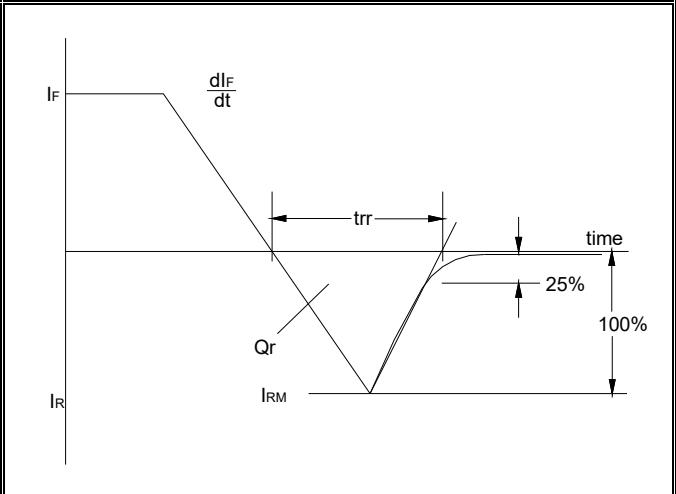 IF
dIF
dt
trr
time
25%
100%
Qr
IRM
IR